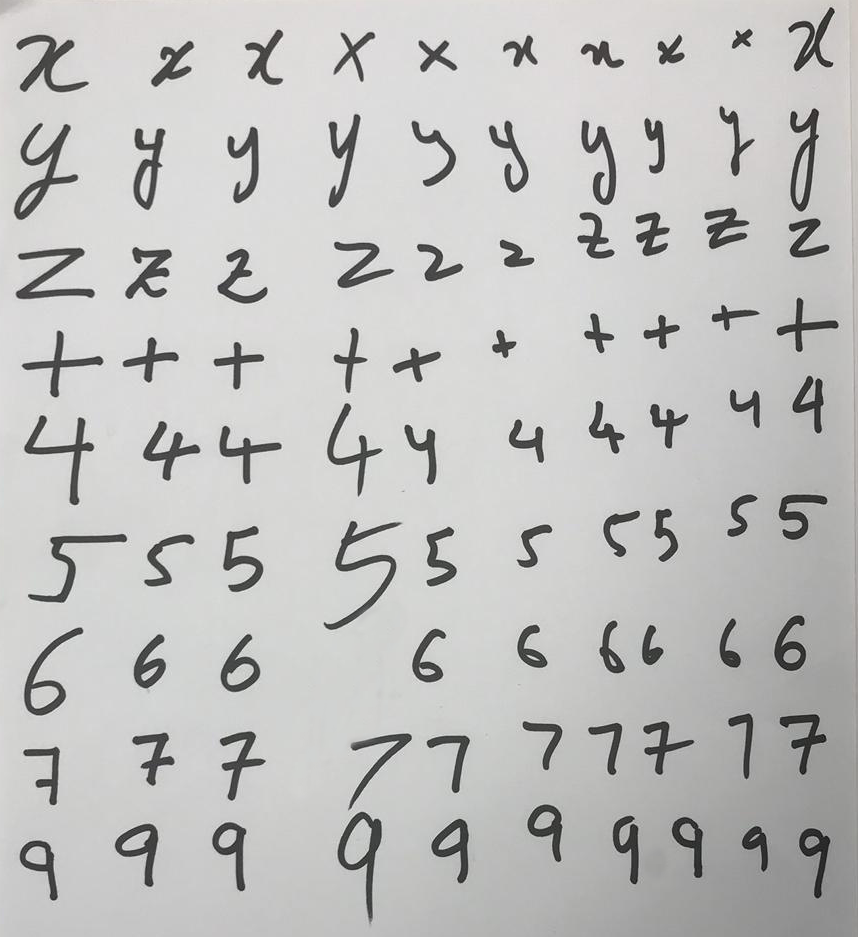 x x x x x x x x x x
y y y y y y y y y y
z z z z z z z z z z
+ + + + + + + + + +
4 4 4 4 4 4 4 4 4 4
5 5 5 5 5 5 5 5 5 5
6 6 6 6 6 6 6 6 6
7 7 7 7 7 7 7 7 7 7
9 9 9 9 9 9 9 9 9 9